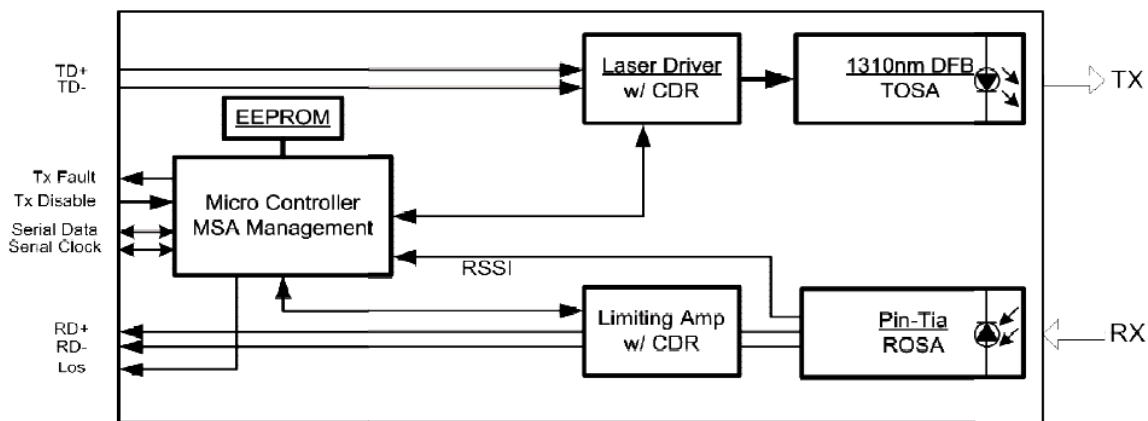 TD+
TD-
Laser Driver
w/ CDR
1310nm DFB
TOSA
TX
EEPROM
Tx Fault
Tx Disable
Serial Data
Serial Clock
Micro Controller
MSA Management
RSSI
RD+
RD-
Los
Limiting Amp
w/ CDR
Pin-Tia
ROSA
RX